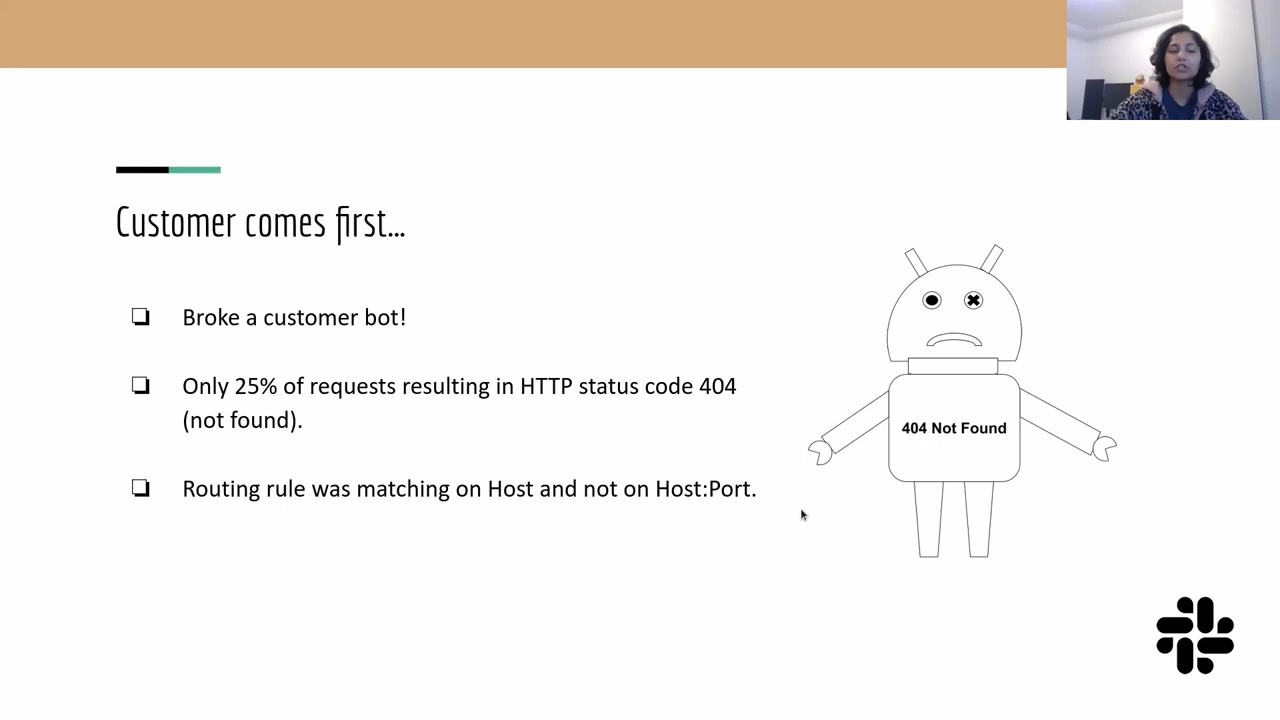 Customer comes first...
Broke a customer bot!
Only 25% of requests resulting in HTTP status code 404
(not found).
Routing rule was matching on Host and not on Host:Port.
404 Not Found